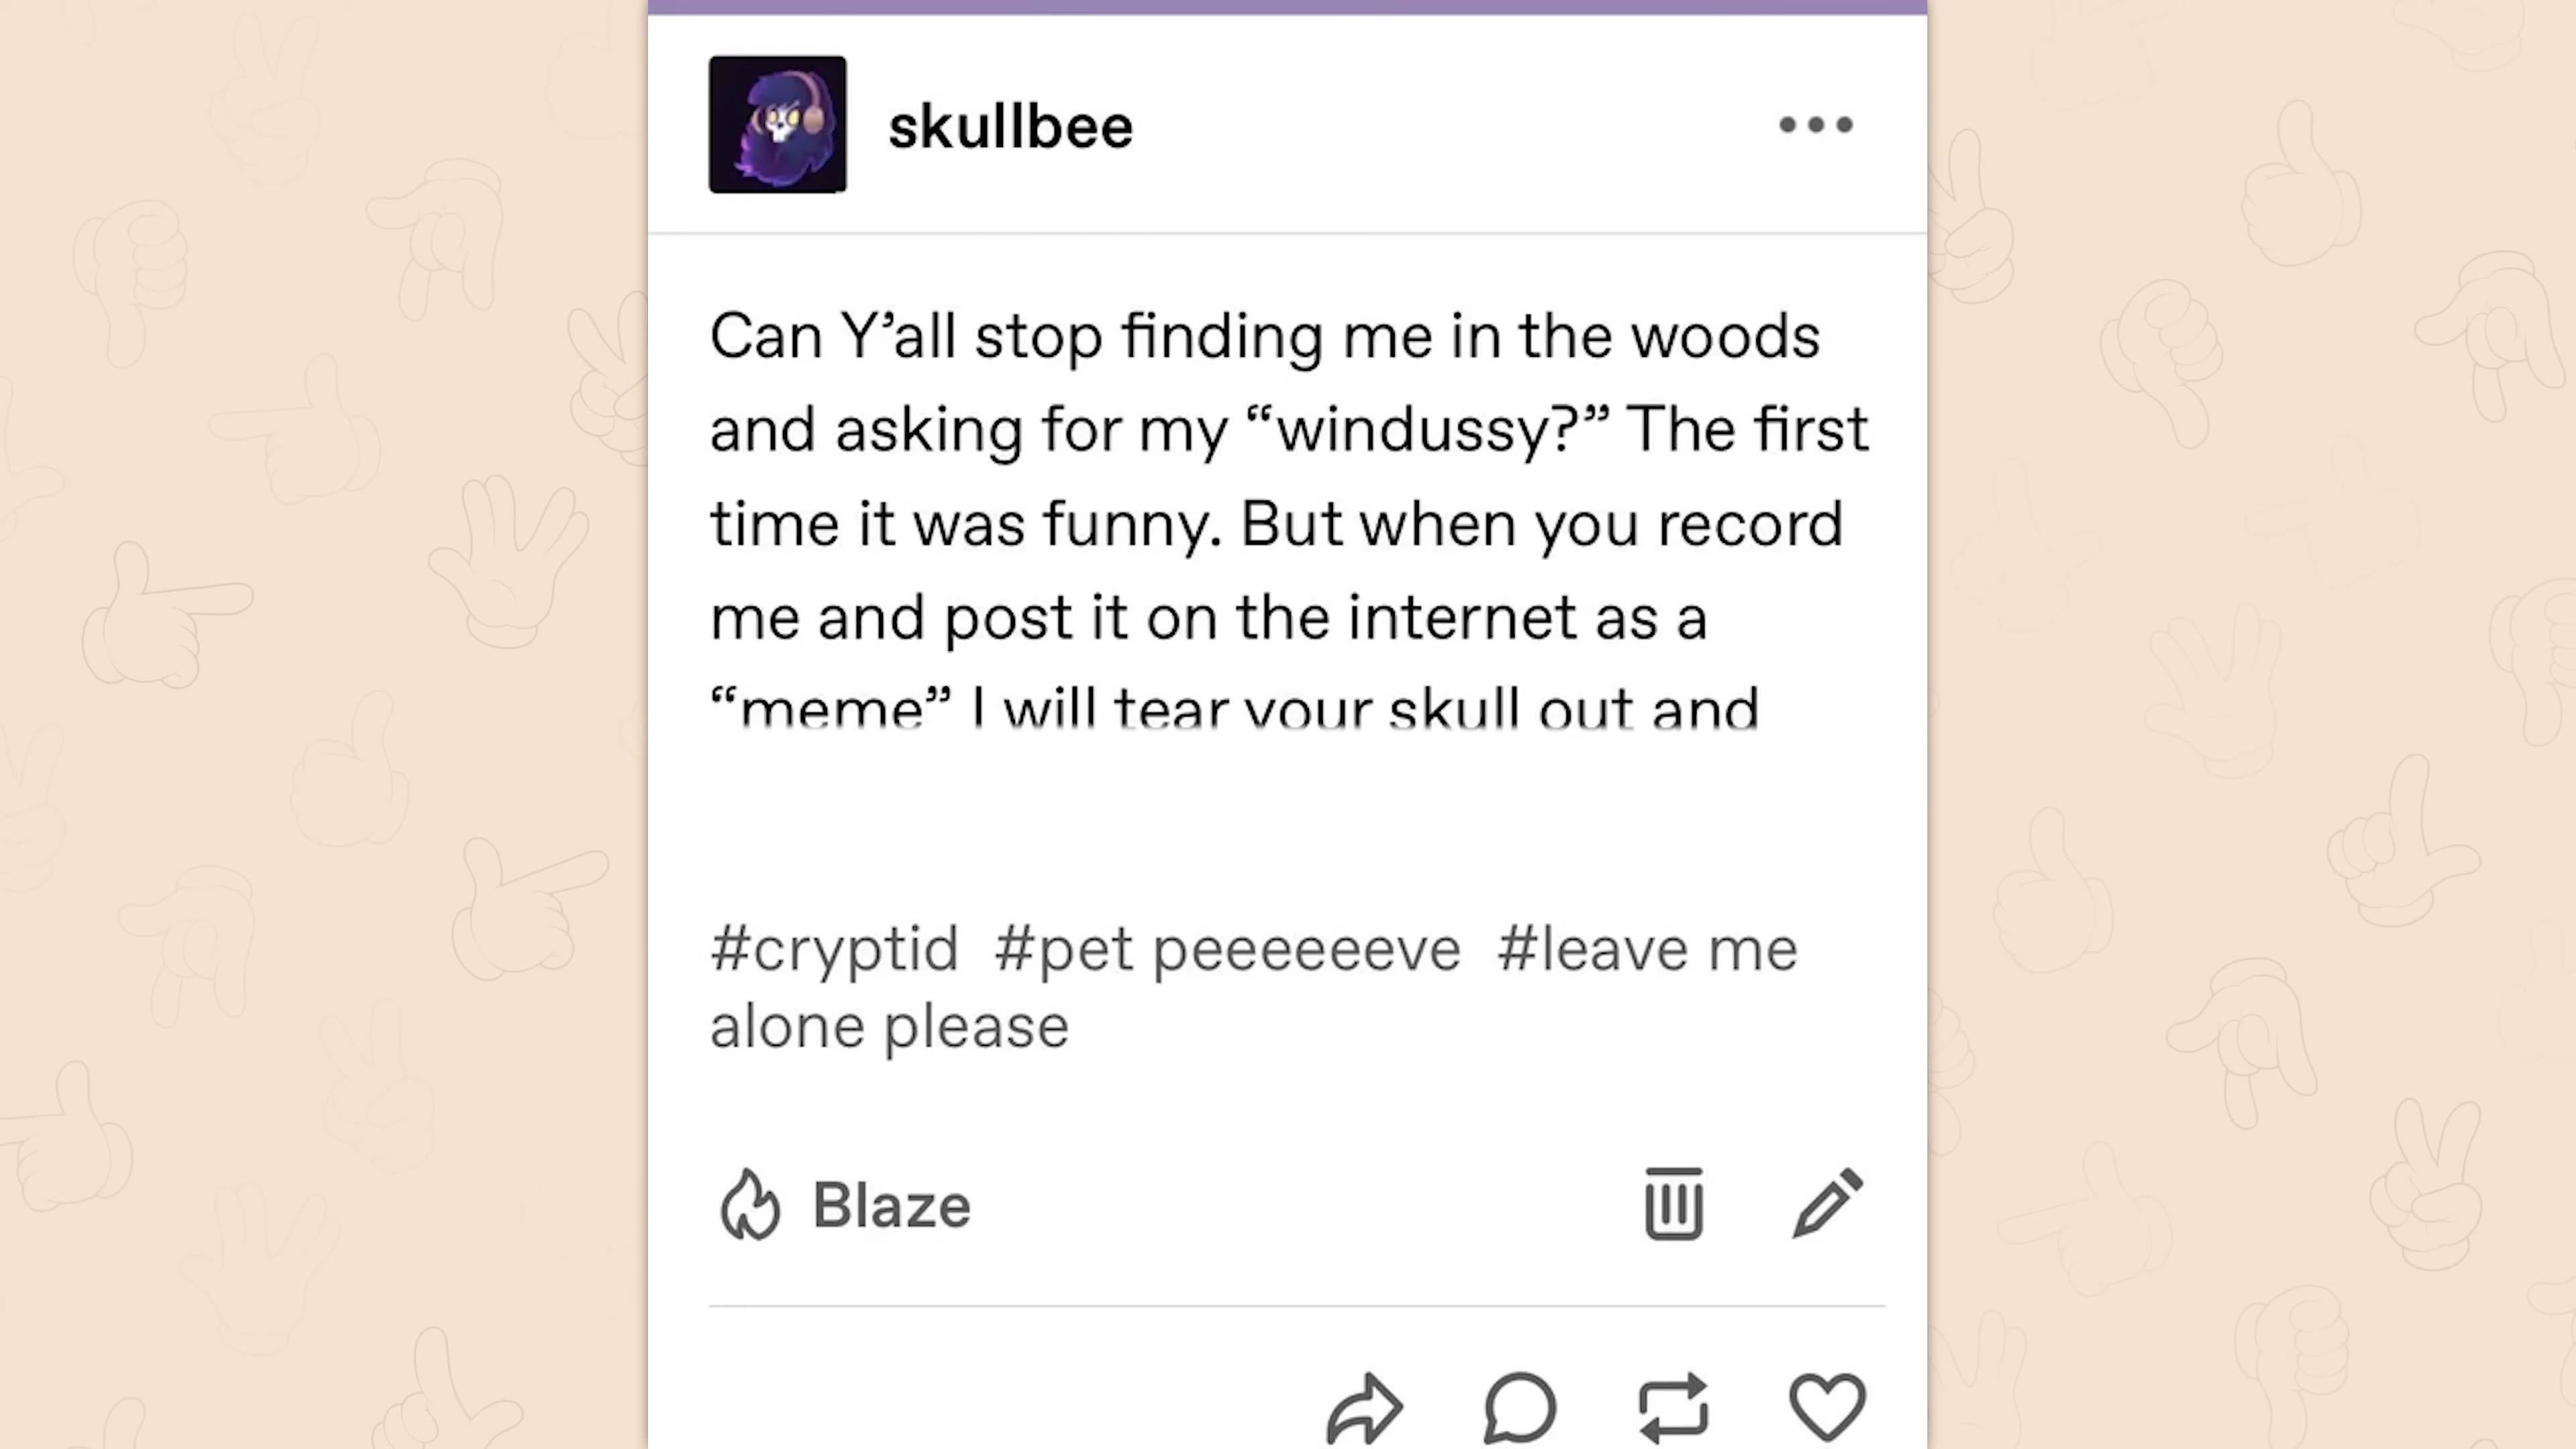 skullbee
Can Y’all stop finding me in the woods
and asking for my “windussy?” The first
time it was funny. But when you record
me and post it on the internet as a
“meme” I will tear your skull out and
#cryptid #pet peeeeeeve #leave me
alone please
Blaze